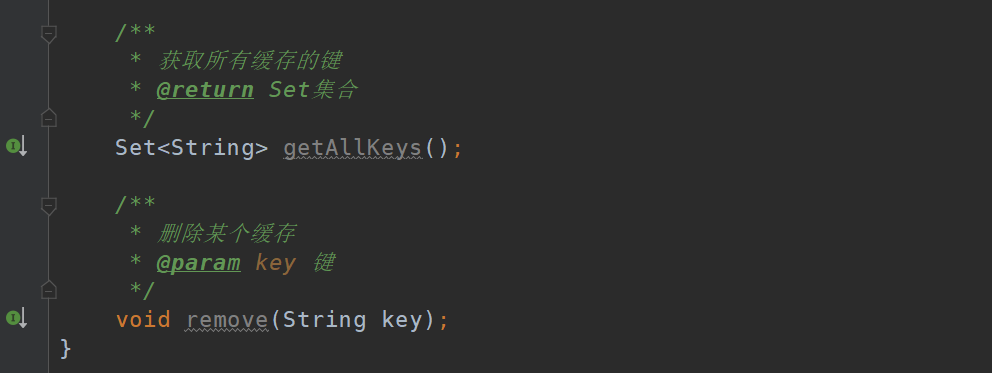 /**
 * 获取所有缓存的键
 * @return Set集合
 */
Set<String> getAllKeys();
/**
 * 删除某个缓存
 * @param key 键
 */
void remove(String key);
}